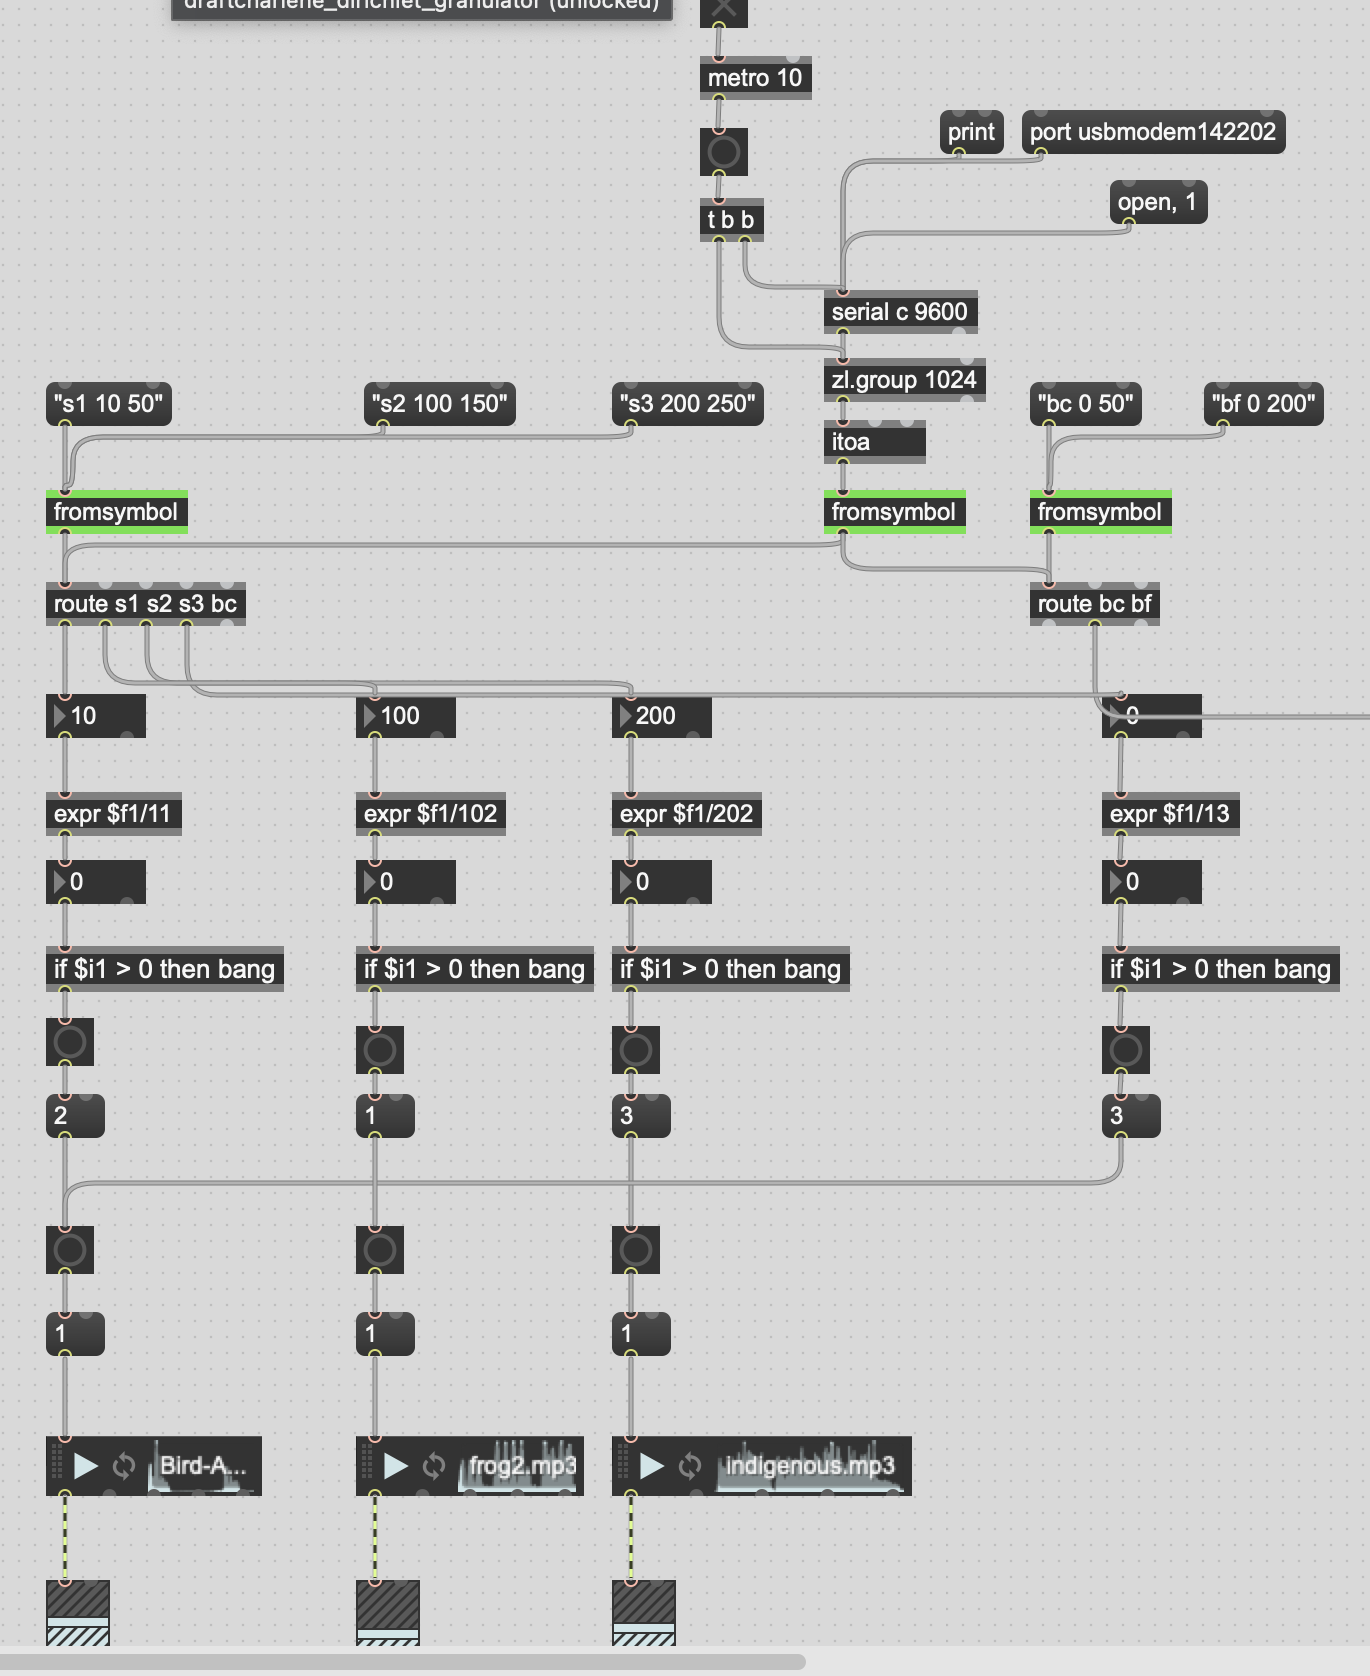 draftcharlene_dirichlet_granulator (unlocked)
metro 10
print
port usbmodem142202
open, 1
t b b
serial c 9600
zl.group 1024
"s1 10 50"
"s2 100 150"
"s3 200 250"
"bc 0 50"
"bf 0 200"
itoa
fromsymbol
fromsymbol
fromsymbol
route s1 s2 s3 bc
route bc bf
10
100
200
0
expr $f1/11
expr $f1/102
expr $f1/202
expr $f1/13
0
0
0
0
if $i1 > 0 then bang
if $i1 > 0 then bang
if $i1 > 0 then bang
if $i1 > 0 then bang
2
1
3
3
1
1
1
Bird-A...
frog2.mp3
indigenous.mp3